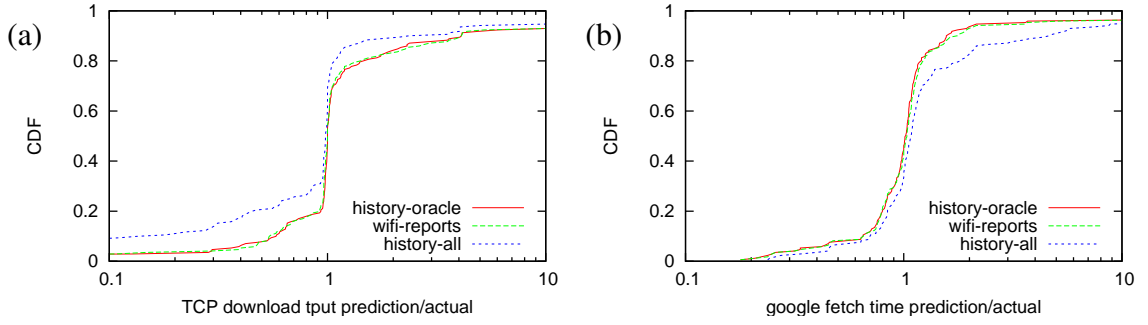 (a)
CDF
1
0.8
0.6
0.4
0.2
0
0.1
1
10
history-oracle
wifi-reports
history-all
TCP download tput prediction/actual
(b)
CDF
1
0.8
0.6
0.4
0.2
0
0.1
1
10
history-oracle
wifi-reports
history-all
google fetch time prediction/actual